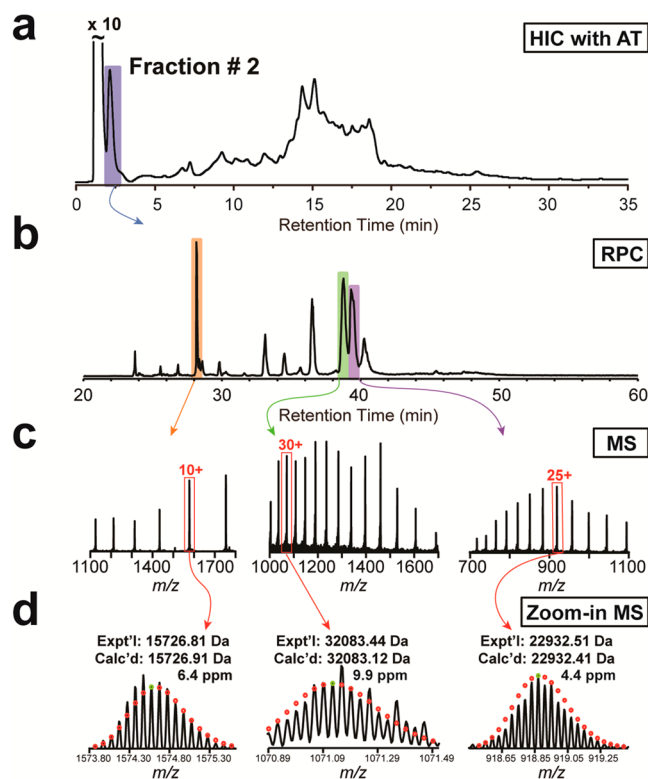 a
x 10
HIC with AT
Fraction # 2
0 5 10 15 20 25 30 35
Retention Time (min)
b
RPC
20 30 40 50 60
Retention Time (min)
c
MS
10+
30+
25+
1100 1400 1700
1000 1200 1400 1600
700 900 1100
m/z
m/z
m/z
d
Zoom-in MS
Expt'l: 15726.81 Da
Calc'd: 15726.91 Da
6.4 ppm
Expt'l: 32083.44 Da
Calc'd: 32083.12 Da
9.9 ppm
Expt'l: 22932.51 Da
Calc'd: 22932.41 Da
4.4 ppm
1573.80 1574.30 1574.80 1575.30
1070.89 1071.09 1071.29 1071.49
918.65 918.85 919.05 919.25
m/z
m/z
m/z